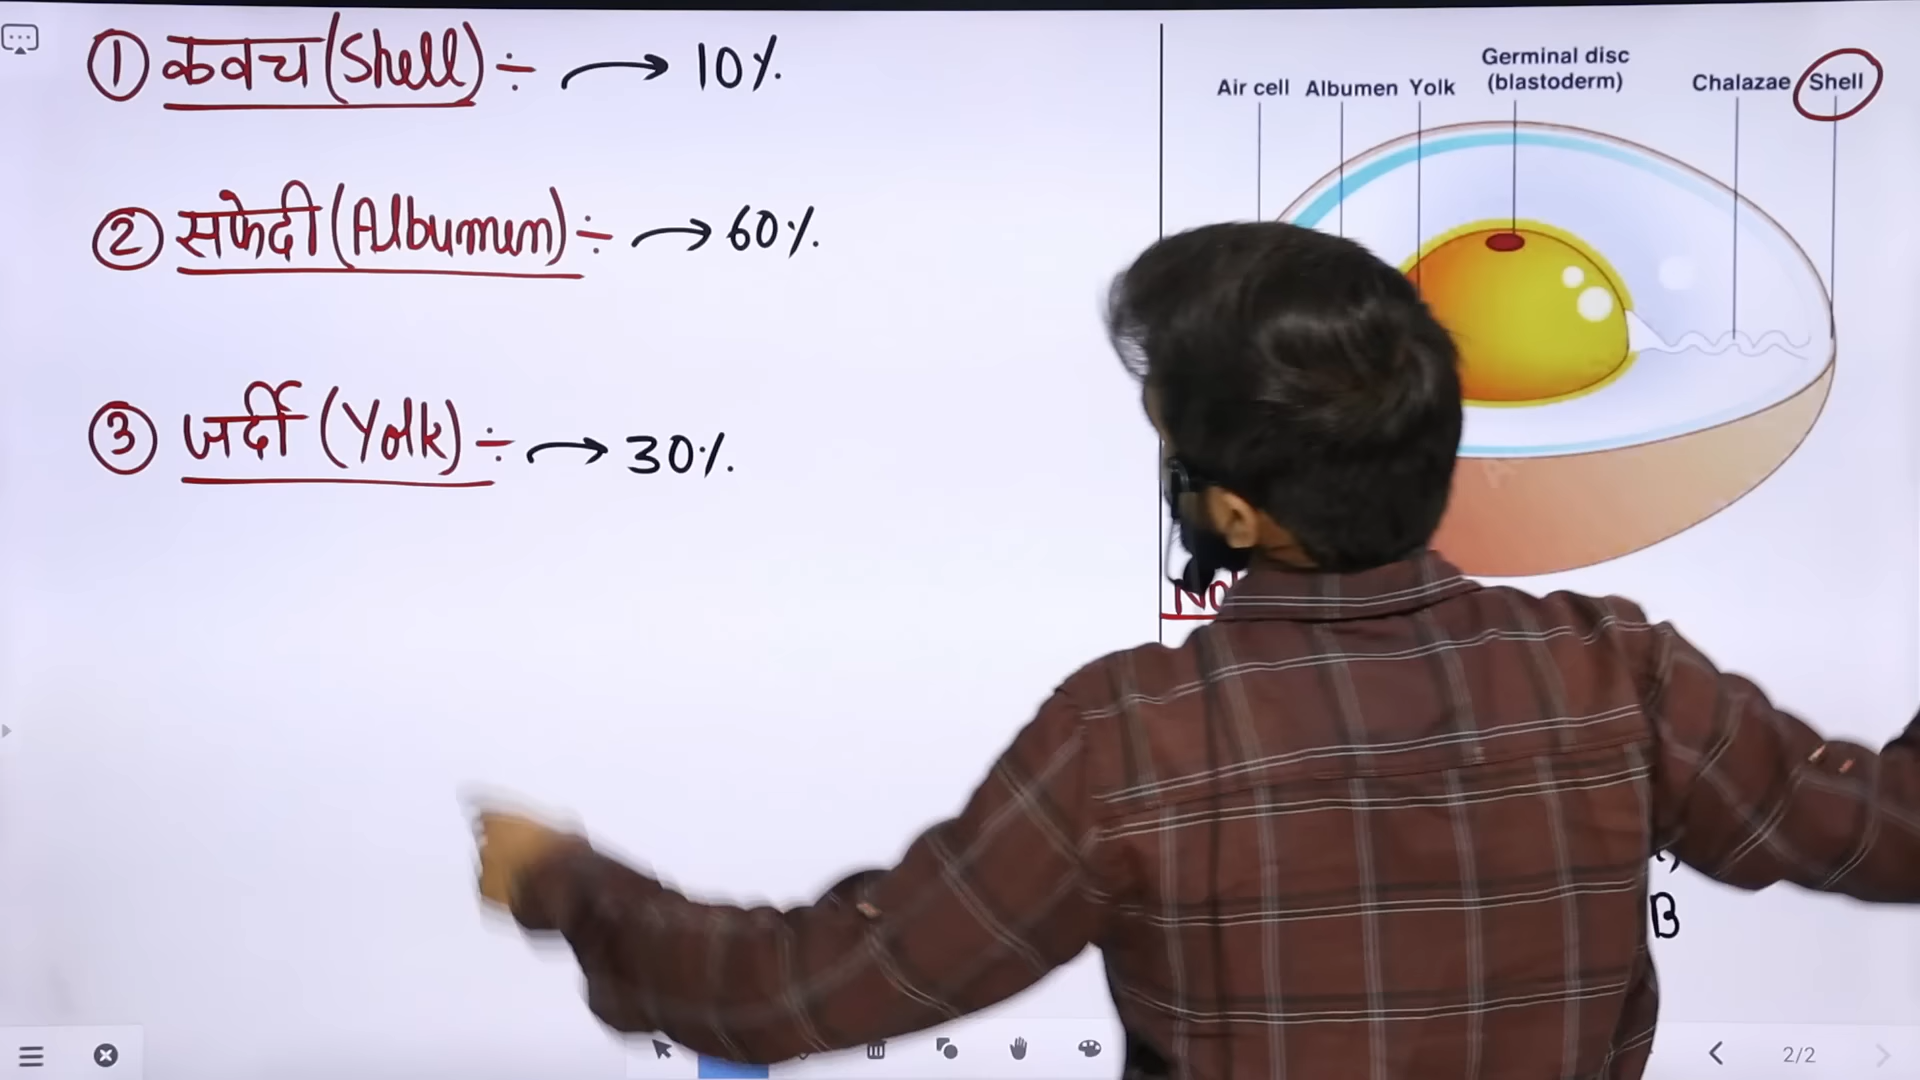 ① कवच (Shell) ÷ → 10%.
② सफेदी (Albumen) ÷ → 60%.
③ जर्दी (Yolk) ÷ → 30%.
Air cell Albumen Yolk Germinal disc (blastoderm) Chalazae Shell
B
2/2